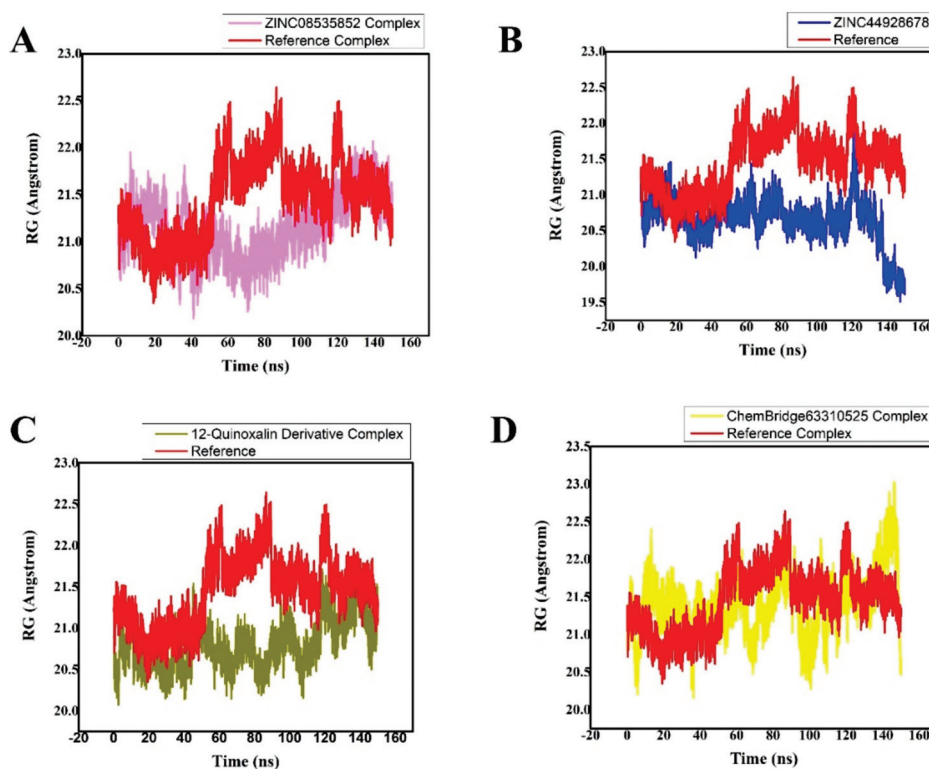 A
ZINC08535852 Complex
Reference Complex
23.0
22.5
22.0
21.5
21.0
20.5
20.0
RG (Angstrom)
-20 0 20 40 60 80 100 120 140 160
Time (ns)
B
ZINC44928678
Reference
23.0
22.5
22.0
21.5
21.0
20.5
20.0
19.5
RG (Angstrom)
-20 0 20 40 60 80 100 120 140 160
Time (ns)
C
12-Quinoxalin Derivative Complex
Reference
23.0
22.5
22.0
21.5
21.0
20.5
20.0
RG (Angstrom)
-20 0 20 40 60 80 100 120 140 160
Time (ns)
D
ChemBridge63310525 Complex
Reference Complex
23.5
23.0
22.5
22.0
21.5
21.0
20.5
20.0
RG (Angstrom)
-20 0 20 40 60 80 100 120 140 160
Time (ns)